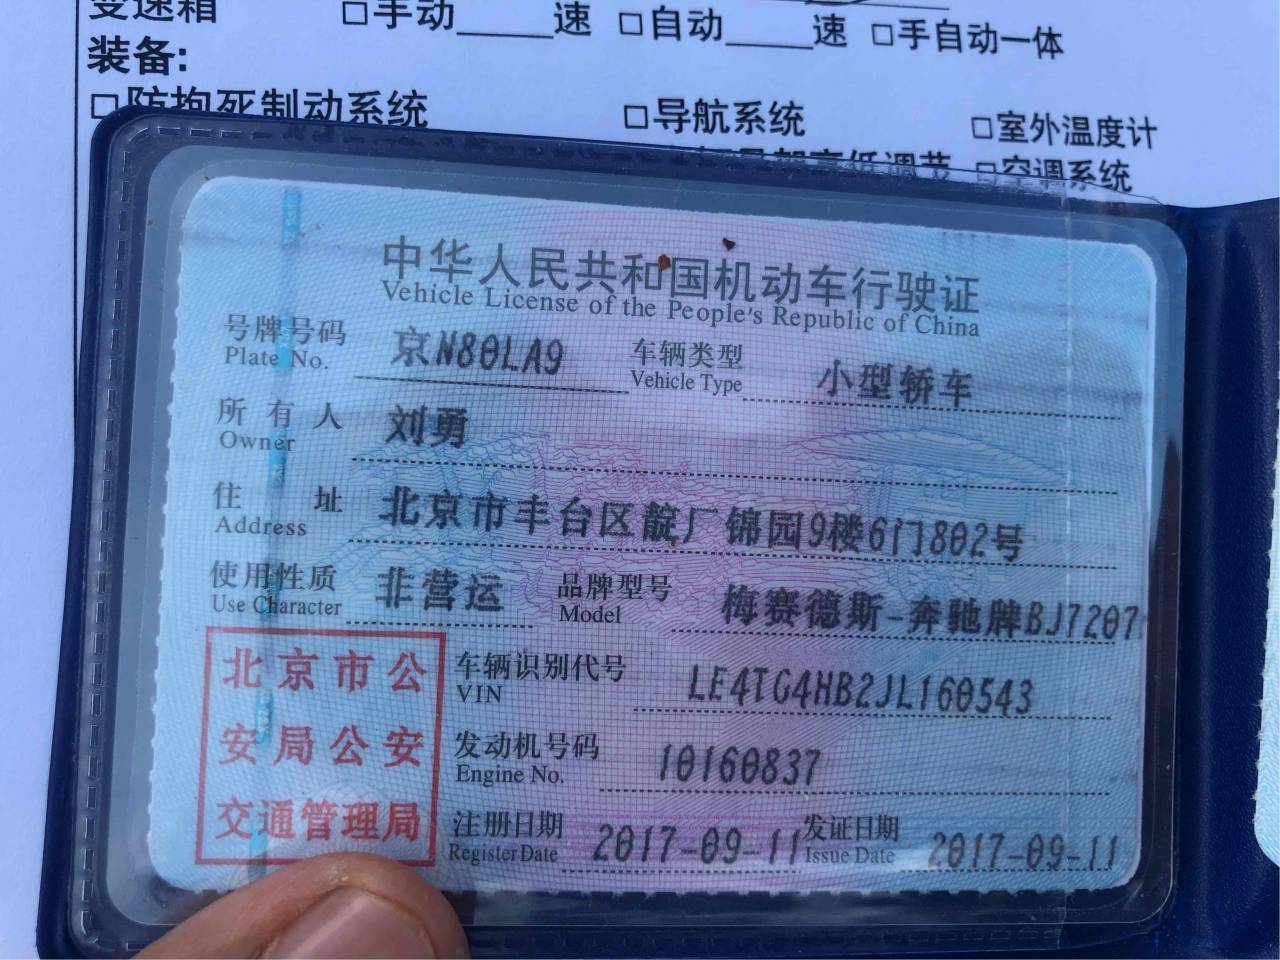 变速箱 □手动____速 □自动____速 □手自动一体
装备:
□防抱死制动系统 □导航系统 □室外温度计
高低调节 □空调系统
中华人民共和国机动车行驶证
Vehicle License of the People's Republic of China
号牌号码 京N80LA9 车辆类型 小型轿车
Plate No. Vehicle Type
所有人 刘勇
Owner
住址 北京市丰台区靛厂锦园9楼6门802号
Address
使用性质 非营运 品牌型号 梅赛德斯-奔驰牌BJ7207
Use Character Model
北京市公
安局公安
交通管理局
车辆识别代号 LE4TG4HB2JL160543
VIN
发动机号码 10160837
Engine No.
注册日期 2017-09-11 发证日期 2017-09-11
Register Date Issue Date